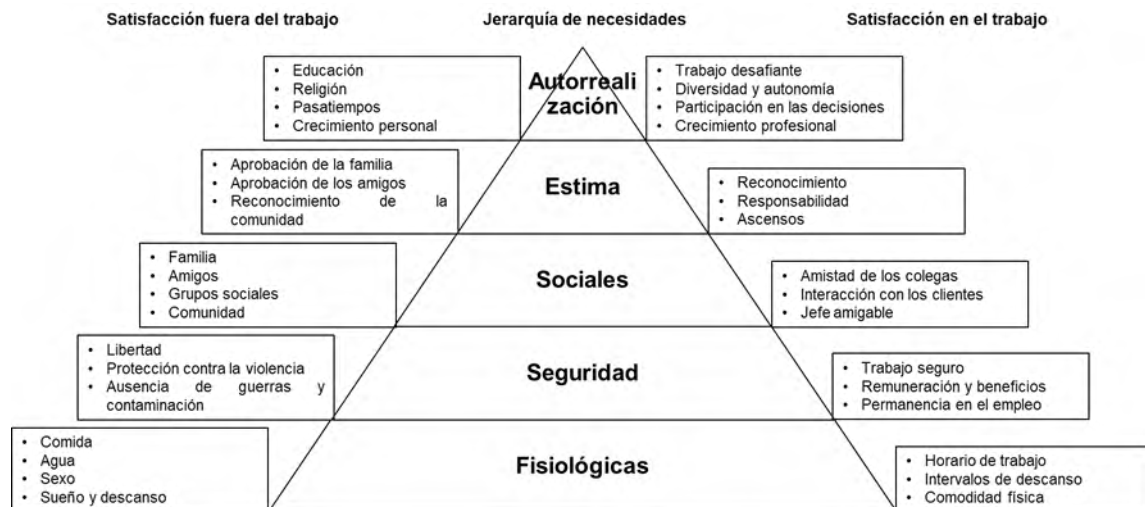 Satisfacción fuera del trabajo
Jerarquía de necesidades
Satisfacción en el trabajo
• Educación
• Religión
• Pasatiempos
• Crecimiento personal
Autorreali
zación
• Trabajo desafiante
• Diversidad y autonomía
• Participación en las decisiones
• Crecimiento profesional
• Aprobación de la familia
• Aprobación de los amigos
• Reconocimiento de la
comunidad
Estima
• Reconocimiento
• Responsabilidad
• Ascensos
• Familia
• Amigos
• Grupos sociales
• Comunidad
Sociales
• Amistad de los colegas
• Interacción con los clientes
• Jefe amigable
• Libertad
• Protección contra la violencia
• Ausencia de guerras y
contaminación
Seguridad
• Trabajo seguro
• Remuneración y beneficios
• Permanencia en el empleo
• Comida
• Agua
• Sexo
• Sueño y descanso
Fisiológicas
• Horario de trabajo
• Intervalos de descanso
• Comodidad física